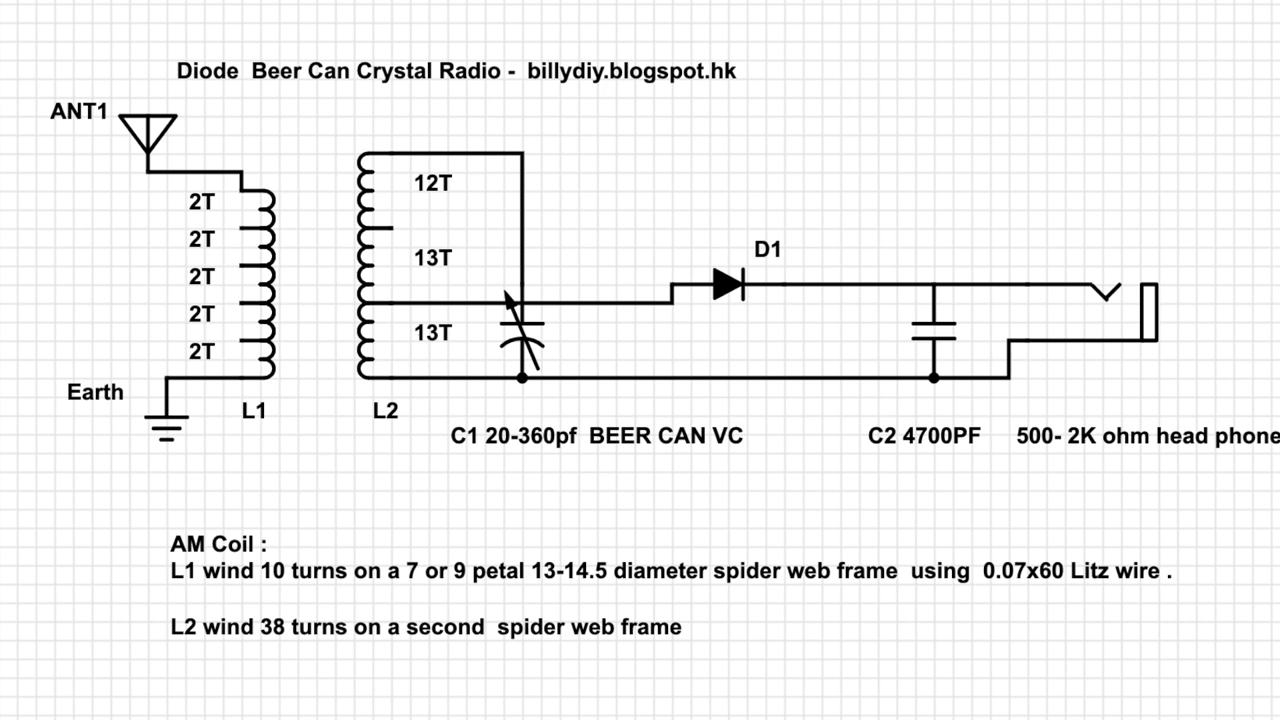 Diode Beer Can Crystal Radio - billydiy.blogspot.hk
ANT1
2T
2T
2T
2T
2T
Earth
L1
12T
13T
13T
L2
D1
C1 20-360pf BEER CAN VC
C2 4700PF
500- 2K ohm head phone
AM Coil :
L1 wind 10 turns on a 7 or 9 petal 13-14.5 diameter spider web frame using 0.07x60 Litz wire .
L2 wind 38 turns on a second spider web frame